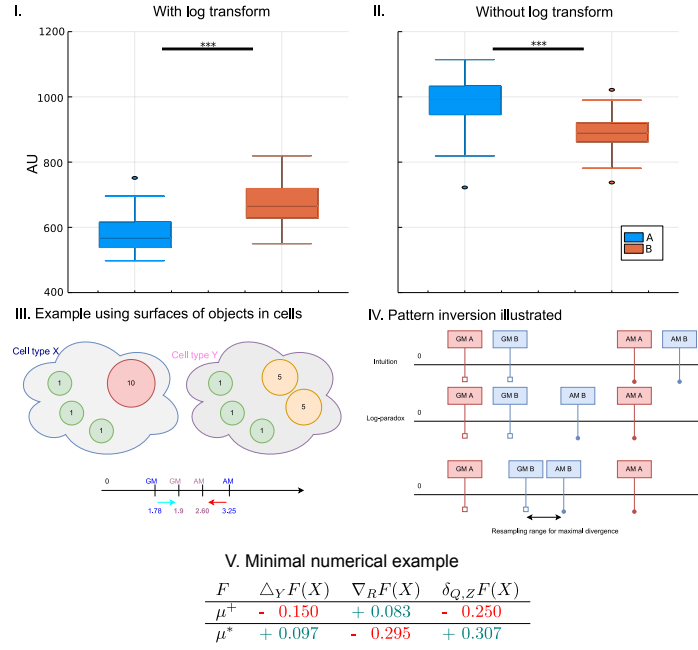 I. With log transform
II. Without log transform
1200
1000
800
600
400
AU
***
***
A
B
III. Example using surfaces of objects in cells
Cell type X
1
10
1
1
Cell type Y
1
5
1
5
1
0
GM
GM
AM
AM
1.78
1.9
2.60
3.25
IV. Pattern inversion illustrated
GM A
GM B
AM A
AM B
Intuition
0
GM A
GM B
AM B
AM A
Log-paradox
0
GM A
GM B
AM B
AM A
0
Resampling range for maximal divergence
V. Minimal numerical example
F △_Y F(X) ∇_R F(X) δ_{Q,Z} F(X)
μ⁺ - 0.150 + 0.083 - 0.250
μ* + 0.097 - 0.295 + 0.307